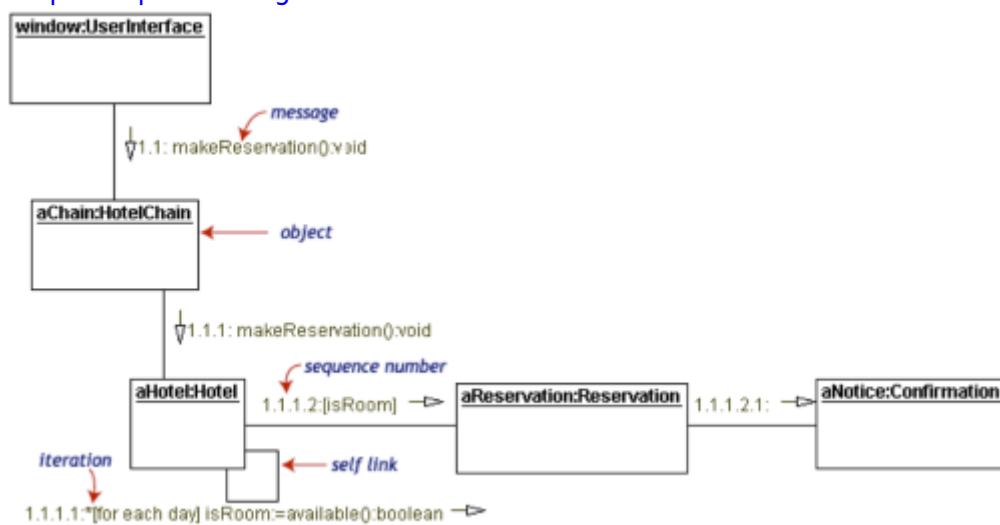 window:UserInterface
message
1.1: makeReservation():void
aChain:HotelChain
object
1.1.1: makeReservation():void
sequence number
aHotel:Hotel
1.1.1.2:[isRoom]
aReservation:Reservation
1.1.1.2.1:
aNotice:Confirmation
iteration
self link
1.1.1.1:*[for each day] isRoom:=available():boolean